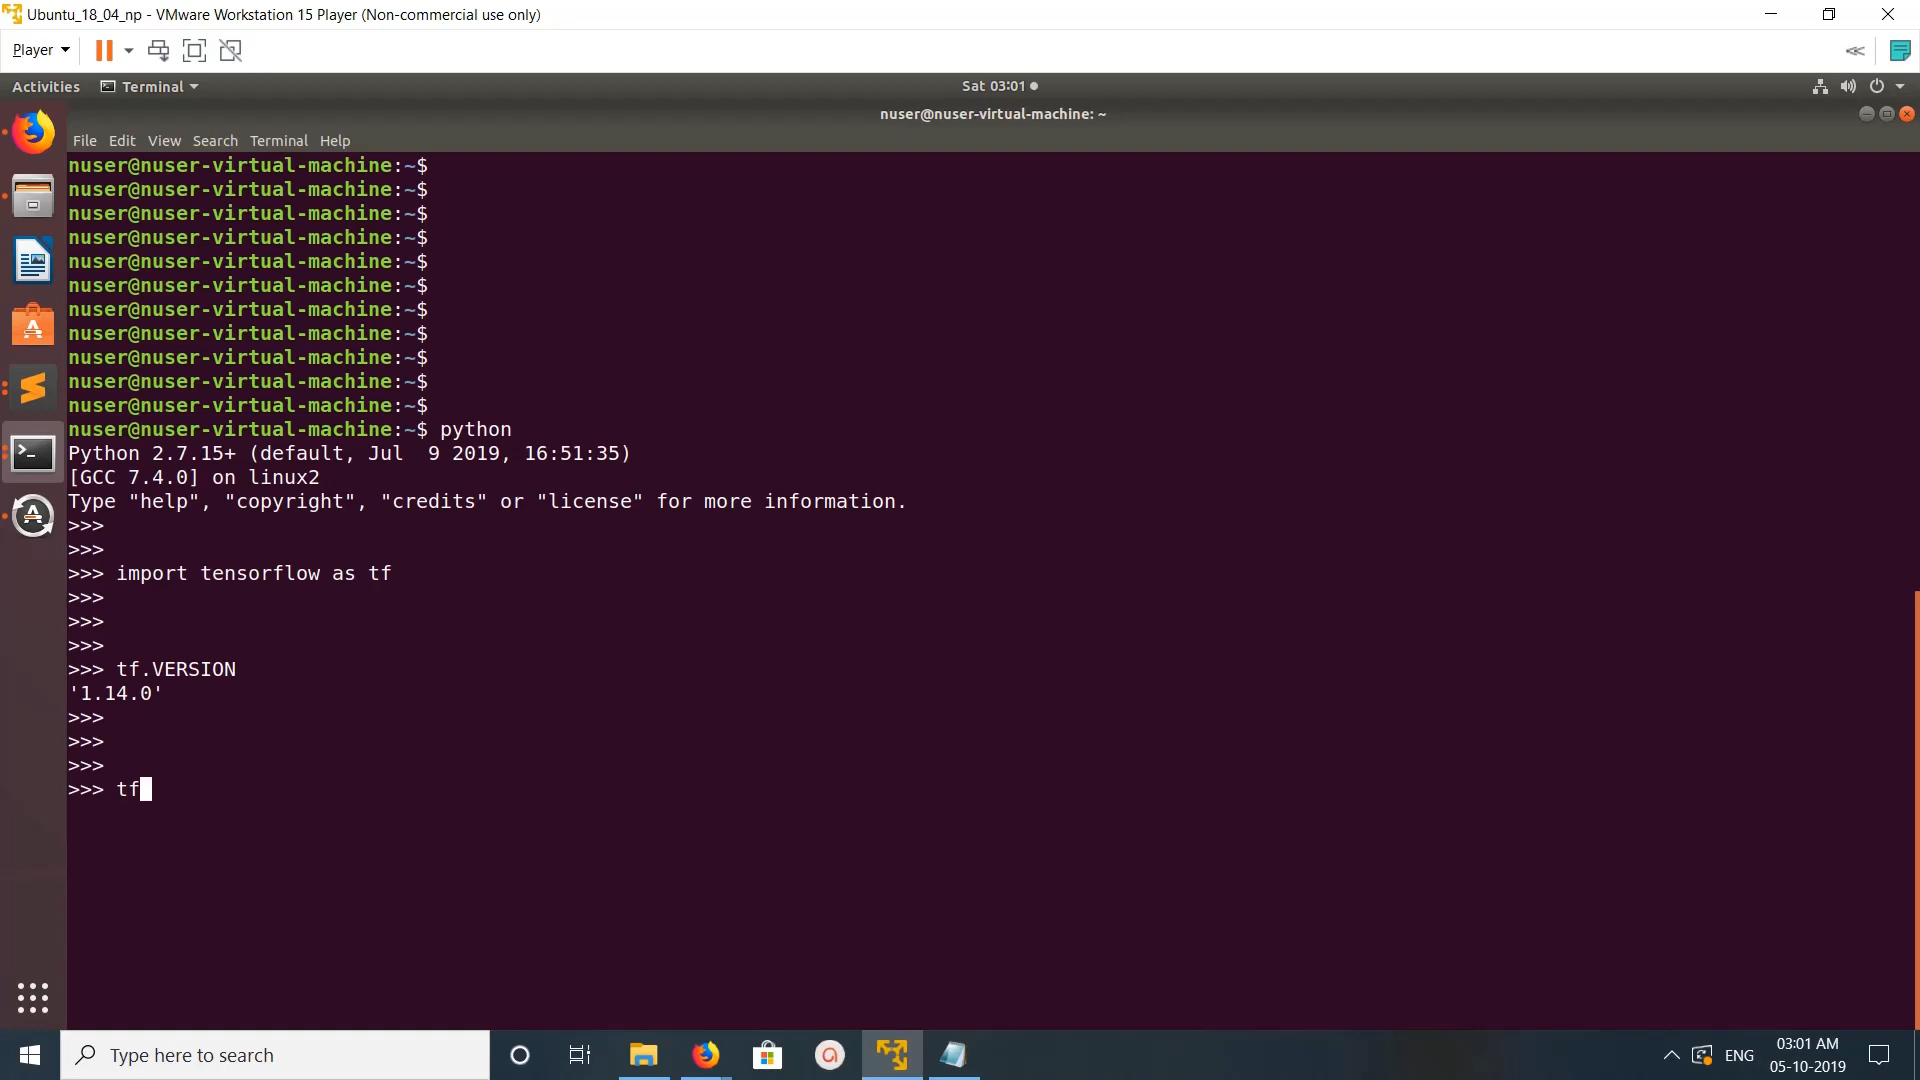 Ubuntu_18_04_np - VMware Workstation 15 Player (Non-commercial use only)
Player
Activities Terminal Sat 03:01
nuser@nuser-virtual-machine: ~
File Edit View Search Terminal Help
nuser@nuser-virtual-machine:~$
nuser@nuser-virtual-machine:~$
nuser@nuser-virtual-machine:~$
nuser@nuser-virtual-machine:~$
nuser@nuser-virtual-machine:~$
nuser@nuser-virtual-machine:~$
nuser@nuser-virtual-machine:~$
nuser@nuser-virtual-machine:~$
nuser@nuser-virtual-machine:~$
nuser@nuser-virtual-machine:~$
nuser@nuser-virtual-machine:~$
nuser@nuser-virtual-machine:~$ python
Python 2.7.15+ (default, Jul  9 2019, 16:51:35)
[GCC 7.4.0] on linux2
Type "help", "copyright", "credits" or "license" for more information.
>>>
>>>
>>> import tensorflow as tf
>>>
>>>
>>>
>>> tf.VERSION
'1.14.0'
>>>
>>>
>>>
>>> tf
Type here to search
ENG
03:01 AM
05-10-2019